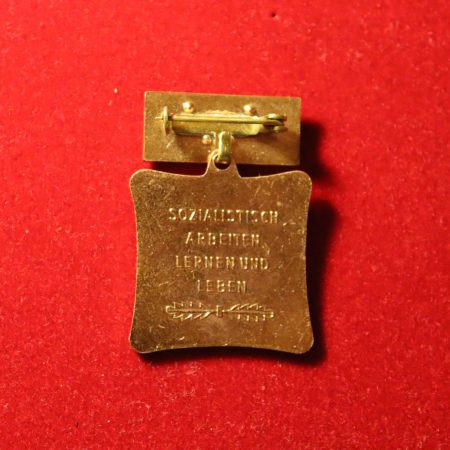 SOZIALISTISCH
ARBEITEN
LERNEN UND
LEBEN